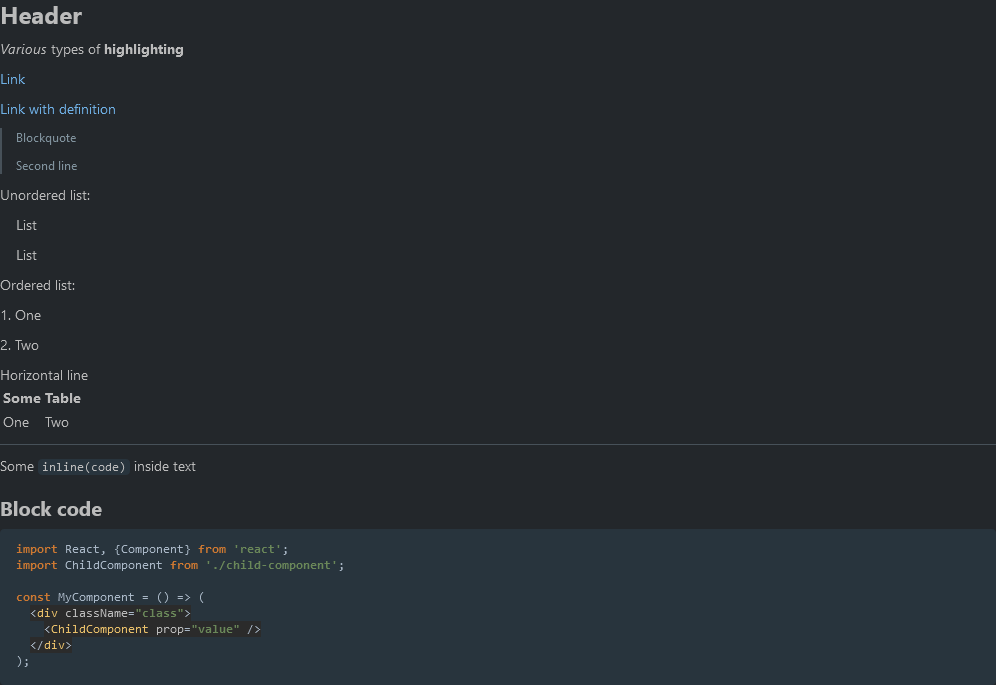 Header
Various types of highlighting
Link
Link with definition
Blockquote
Second line
Unordered list:
List
List
Ordered list:
1. One
2. Two
Horizontal line
Some Table
One Two
Some inline(code) inside text
Block code
import React, {Component} from 'react';
import ChildComponent from './child-component';
const MyComponent = () => (
<div className="class">
<ChildComponent prop="value" />
</div>
);